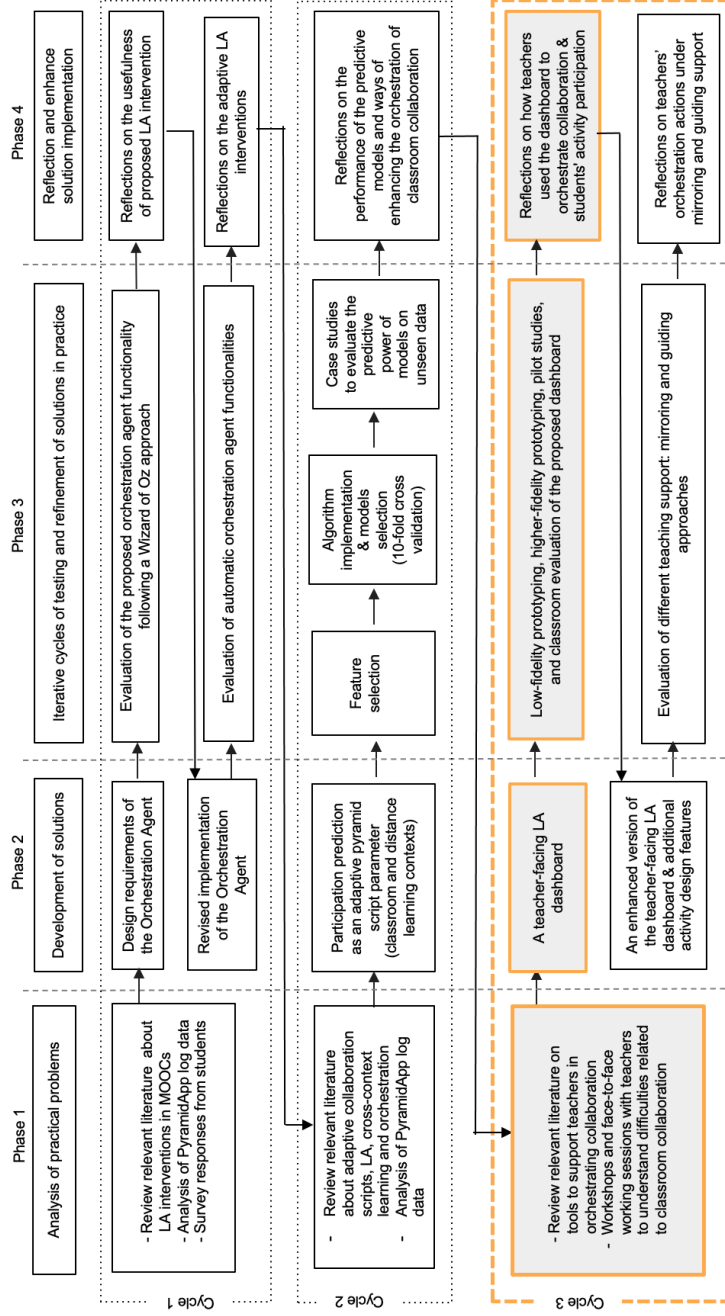 Phase 1
Phase 2
Phase 3
Phase 4
Analysis of practical problems
Development of solutions
Iterative cycles of testing and refinement of solutions in practice
Reflection and enhance
solution implementation
Cycle 1
- Review relevant literature about
LA interventions in MOOCs
- Analysis of PyramidApp log data
- Survey responses from students
Design requirements of
the Orchestration Agent
Evaluation of the proposed orchestration agent functionality
following a Wizard of Oz approach
Reflections on the usefulness
of proposed LA intervention
Revised implementation
of the Orchestration
Agent
Evaluation of automatic orchestration agent functionalities
Reflections on the adaptive LA
interventions
Cycle 2
- Review relevant literature
about adaptive collaboration
scripts, LA, cross-context
learning and orchestration
- Analysis of PyramidApp log
data
Participation prediction
as an adaptive pyramid
script parameter
(classroom and distance
learning contexts)
Feature
selection
Algorithm
implementation
& models
selection
(10-fold cross
validation)
Case studies
to evaluate the
predictive
power of
models on
unseen data
Reflections on the
performance of the predictive
models and ways of
enhancing the orchestration of
classroom collaboration
Cycle 3
- Review relevant literature on
tools to support teachers in
orchestrating collaboration
- Workshops and face-to-face
working sessions with teachers
to understand difficulties related
to classroom collaboration
A teacher-facing LA
dashboard
Low-fidelity prototyping, higher-fidelity prototyping, pilot studies,
and classroom evaluation of the proposed dashboard
Reflections on how teachers
used the dashboard to
orchestrate collaboration &
students' activity participation
An enhanced version of
the teacher-facing LA
dashboard & additional
activity design features
Evaluation of different teaching support: mirroring and guiding
approaches
Reflections on teachers'
orchestration actions under
mirroring and guiding support